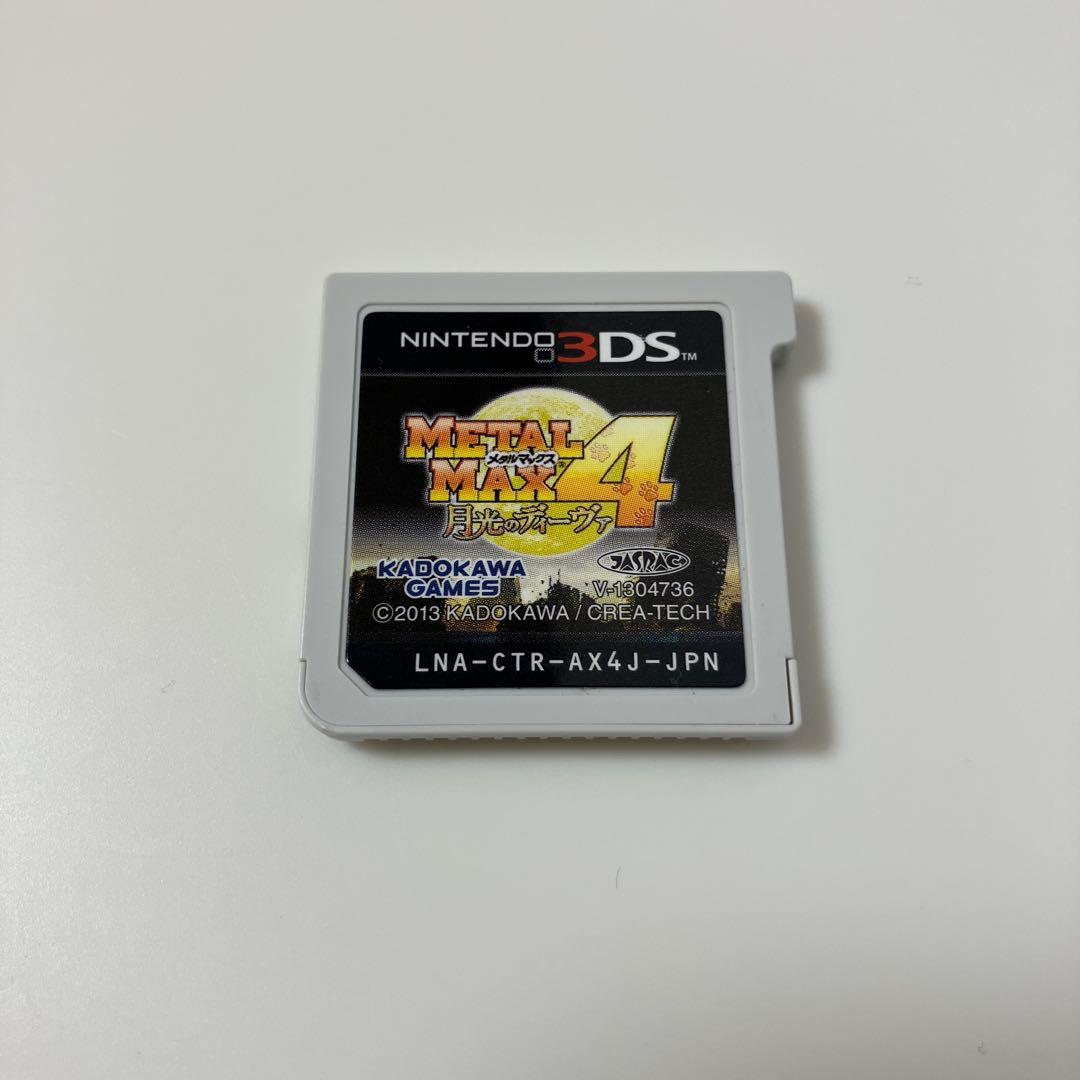 NINTENDO 3DS™
METAL
メタルマックス
MAX® 4
月光のディーヴァ
KADOKAWA GAMES
JASRAC
V-1304736
©2013 KADOKAWA / CREA-TECH
LNA-CTR-AX4J-JPN